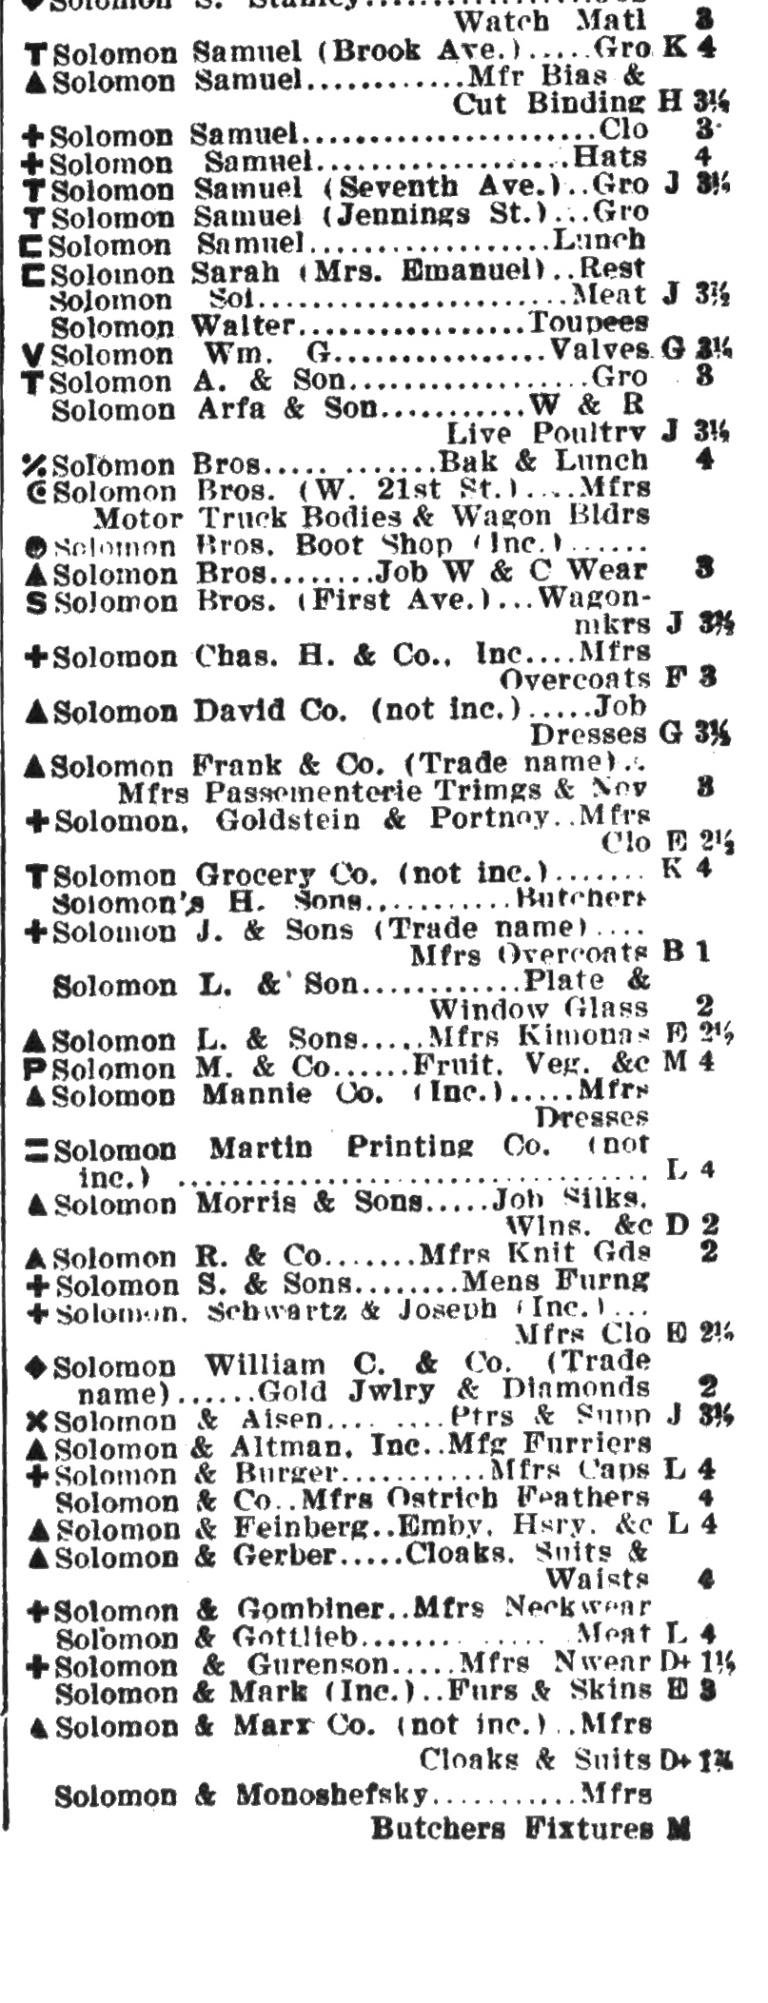 Solomon S. Stanley
Watch Matl 3
T Solomon Samuel (Brook Ave.).....Gro K 4
▲ Solomon Samuel............Mfr Bias &
Cut Binding H 3½
+ Solomon Samuel......................Clo 3
+ Solomon Samuel...................Hats 4
T Solomon Samuel (Seventh Ave.)..Gro J 3½
T Solomon Samuel (Jennings St.)...Gro
⊏ Solomon Samuel..................Lunch
⊏ Solomon Sarah (Mrs. Emanuel)..Rest
Solomon Sol.......................Meat J 3½
Solomon Walter.................Toupees
V Solomon Wm. G................Valves G 3½
T Solomon A. & Son..................Gro 3
Solomon Arfa & Son...........W & R
Live Poultry J 3½
٪ Solomon Bros..... .......Bak & Lunch 4
Solomon Bros. (W. 21st St.)....Mfrs
Motor Truck Bodies & Wagon Bldrs
Solomon Bros. Boot Shop (Inc.)......
▲ Solomon Bros........Job W & C Wear 3
S Solomon Bros. (First Ave.)...Wagon-
mkrs J 3½
+ Solomon Chas. H. & Co., Inc....Mfrs
Overcoats F 3
▲ Solomon David Co. (not inc.).....Job
Dresses G 3½
▲ Solomon Frank & Co. (Trade name)..
Mfrs Passementerie Trimgs & Nov 3
+ Solomon, Goldstein & Portnoy..Mfrs
Clo E 2½
T Solomon Grocery Co. (not inc.)....... K 4
Solomon's H. Sons...........Butchers
+ Solomon J. & Sons (Trade name)....
Mfrs Overcoats B 1
Solomon L. & Son............Plate &
Window Glass 2
▲ Solomon L. & Sons.....Mfrs Kimonas E 2½
P Solomon M. & Co......Fruit, Veg. &c M 4
▲ Solomon Mannie Co. (Inc.).....Mfrs
Dresses
= Solomon Martin Printing Co. (not
inc.) ................................... L 4
▲ Solomon Morris & Sons.....Job Silks,
Wlns. &c D 2
▲ Solomon R. & Co.......Mfrs Knit Gds 2
+ Solomon S. & Sons........Mens Furng
+ Solomon, Schwartz & Joseph (Inc.)...
Mfrs Clo E 2½
◆ Solomon William C. & Co. (Trade
name)......Gold Jwlry & Diamonds 2
✕ Solomon & Aisen.... .....Ptrs & Supp J 3½
▲ Solomon & Altman, Inc..Mfg Furriers
+ Solomon & Burger...........Mfrs Caps L 4
Solomon & Co..Mfrs Ostrich Feathers 4
▲ Solomon & Feinberg..Emby, Hsry. &c L 4
▲ Solomon & Gerber.....Cloaks, Suits &
Waists 4
+ Solomon & Gombiner..Mfrs Neckwear
Solomon & Gottlieb........ ..... Meat L 4
+ Solomon & Gurenson.....Mfrs Nwear D+ 1½
Solomon & Mark (Inc.)..Furs & Skins E 3
▲ Solomon & Marx Co. (not inc.)..Mfrs
Cloaks & Suits D+ 1¾
Solomon & Monoshefsky...........Mfrs
Butchers Fixtures M